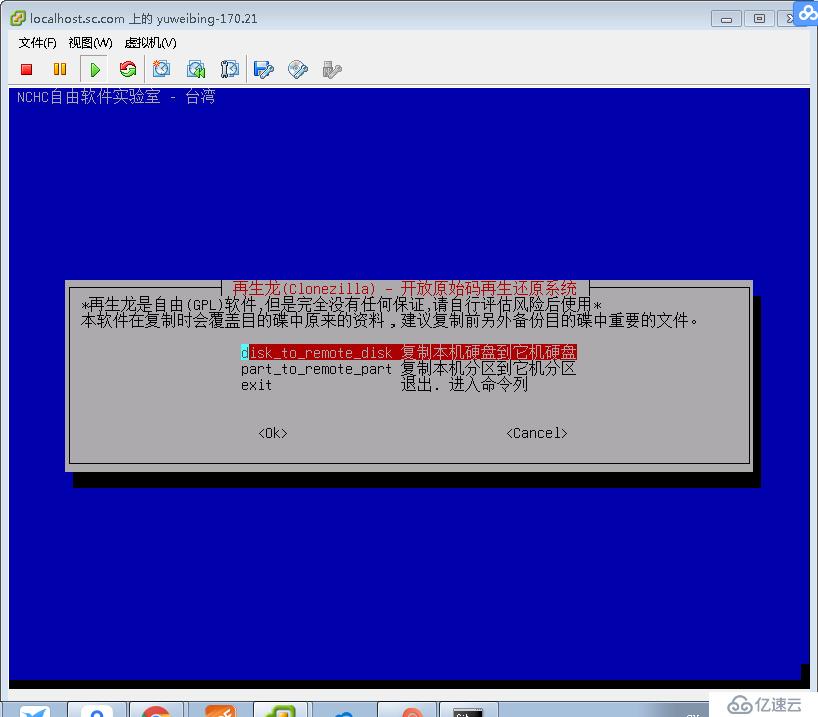 localhost.sc.com 上的 yuweibing-170.21
文件(F) 视图(W) 虚拟机(V)
NCHC自由软件实验室 - 台湾
再生龙(Clonezilla) - 开放原始码再生还原系统
*再生龙是自由(GPL)软件,但是完全没有任何保证,请自行评估风险后使用*
本软件在复制时会覆盖目的碟中原来的资料,建议复制前另外备份目的碟中重要的文件。
disk_to_remote_disk 复制本机硬盘到它机硬盘
part_to_remote_part 复制本机分区到它机分区
exit 退出. 进入命令列
<Ok> <Cancel>
亿速云